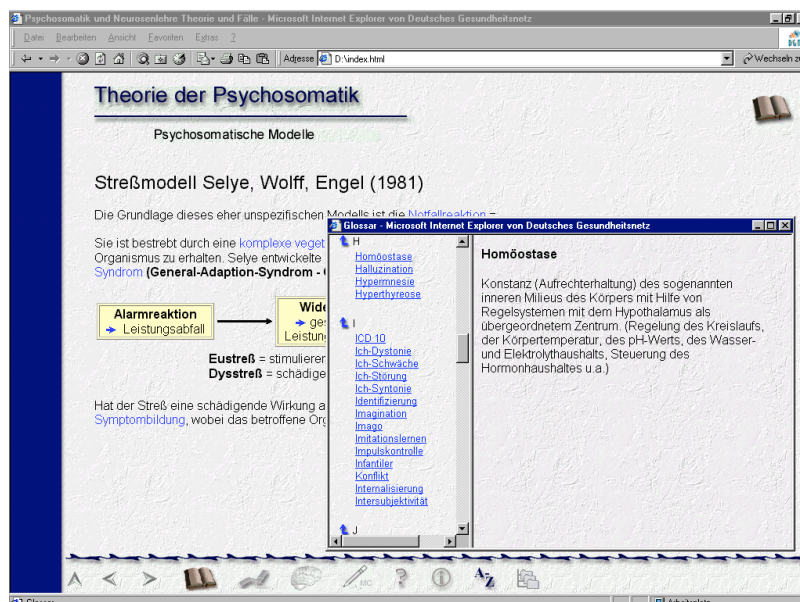 Psychosomatik und Neurosenlehre Theorie und Fälle - Microsoft Internet Explorer von Deutsches Gesundheitsnetz
Datei Bearbeiten Ansicht Favoriten Extras ?
Adresse D:\index.html Wechseln zu
Theorie der Psychosomatik
Psychosomatische Modelle
Streßmodell Selye, Wolff, Engel (1981)
Die Grundlage dieses eher unspezifischen Modells ist die Notfallreaktion =
Sie ist bestrebt durch eine komplexe veget
Organismus zu erhalten. Selye entwickelte
Syndrom (General-Adaption-Syndrom -
Alarmreaktion
Leistungsabfall
Wide
ges
Leistung
Eustreß = stimulierer
Dysstreß = schädige
Hat der Streß eine schädigende Wirkung a
Symptombildung, wobei das betroffene Org
Glossar - Microsoft Internet Explorer von Deutsches Gesundheitsnetz
H
Homöostase
Halluzination
Hypermnesie
Hyperthyreose
I
ICD 10
Ich-Dystonie
Ich-Schwäche
Ich-Störung
Ich-Syntonie
Identifizierung
Imagination
Imago
Imitationslernen
Impulskontrolle
Infantiler
Konflikt
Internalisierung
Intersubjektivität
J
Homöostase
Konstanz (Aufrechterhaltung) des sogenannten
inneren Milieus des Körpers mit Hilfe von
Regelsystemen mit dem Hypothalamus als
übergeordnetem Zentrum. (Regelung des Kreislaufs,
der Körpertemperatur, des pH-Werts, des Wasser-
und Elektrolythaushalts, Steuerung des
Hormonhaushaltes u.a.)
MC ? A-Z